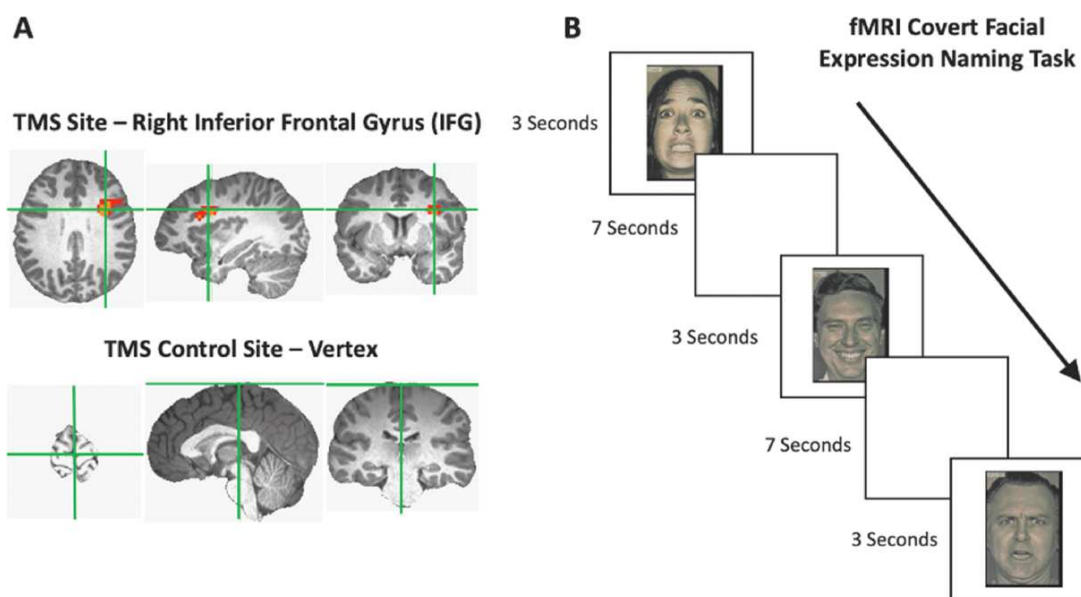 A
TMS Site – Right Inferior Frontal Gyrus (IFG)
TMS Control Site – Vertex
B
fMRI Covert Facial
Expression Naming Task
3 Seconds
7 Seconds
3 Seconds
7 Seconds
3 Seconds